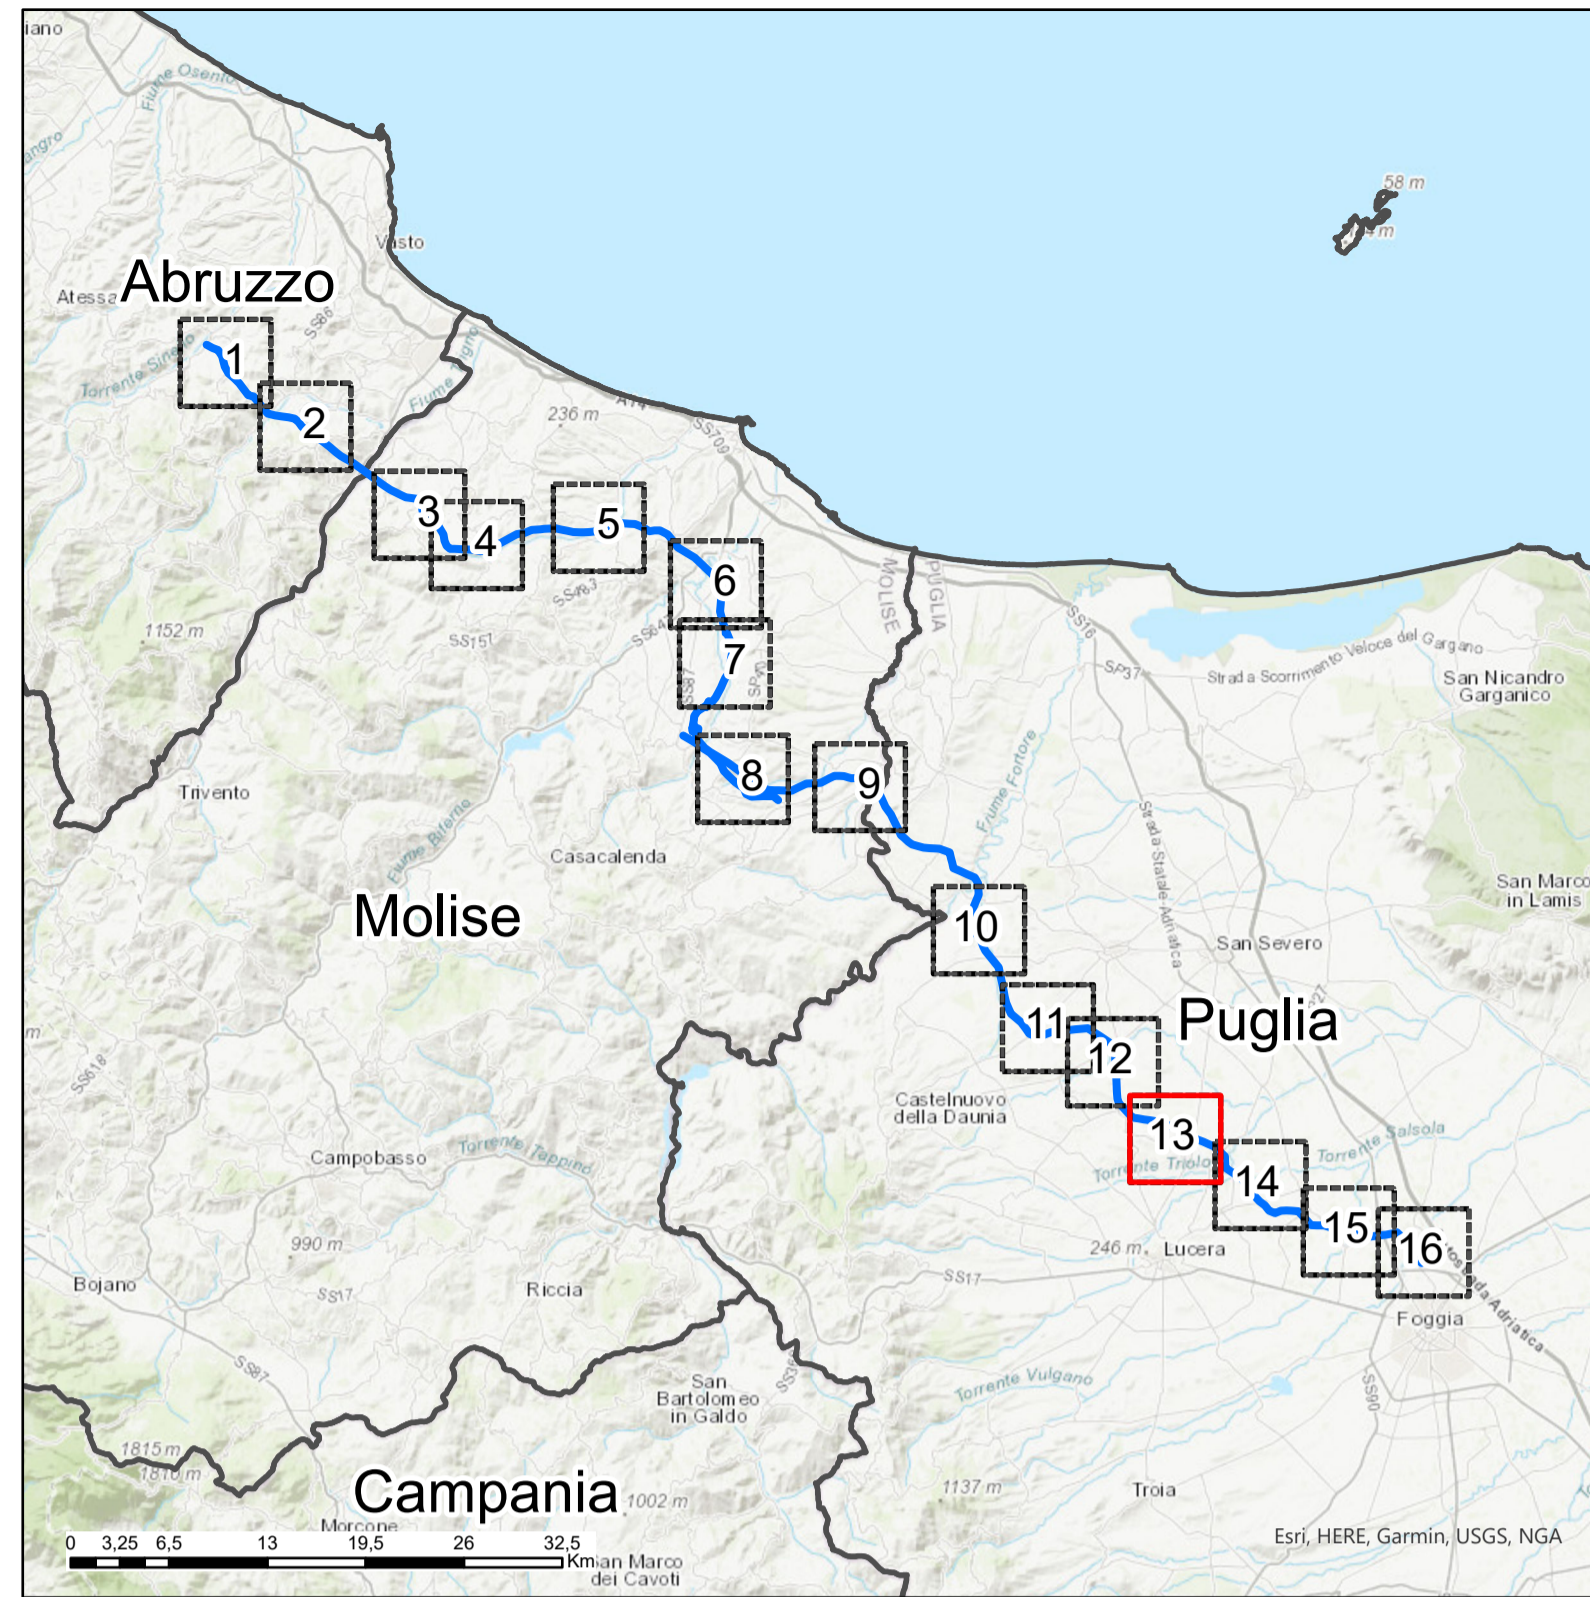 iano
Fiume Osento
angro
58 m
Vasto
Abruzzo
Atessa
SS86
Torrente Sinello
1
2
Fiume Trigno
236 m
A14
SS709
3
4
5
6
SS483
SS157
SS647
MOLISE
PUGLIA
SS16
1152 m
7
SS87
SP40
SP37
Strada Scorrimento Veloce del Gargano
San Nicandro
Garganico
Trivento
8
9
Fiume Fortore
Strada Statale Adriatica
Fiume Biferno
Casacalenda
San Marco
in Lamis
Molise
10
San Severo
11
Puglia
12
m
SS618
Castelnuovo
della Daunia
13
Torrente Salsola
Torrente Tappino
Campobasso
Torrente Triolo
14
15
16
990 m
246 m
Lucera
Bojano
SS17
Riccia
SS17
Foggia
SS87
San
Bartolomeo
in Galdo
Torrente Vulgano
SS90
1815 m
Campania
1002 m
1137 m
Troia
Morcone
Esri, HERE, Garmin, USGS, NGA
0 3,25 6,5 13 19,5 26 32,5
Km
San Marco
dei Cavoti